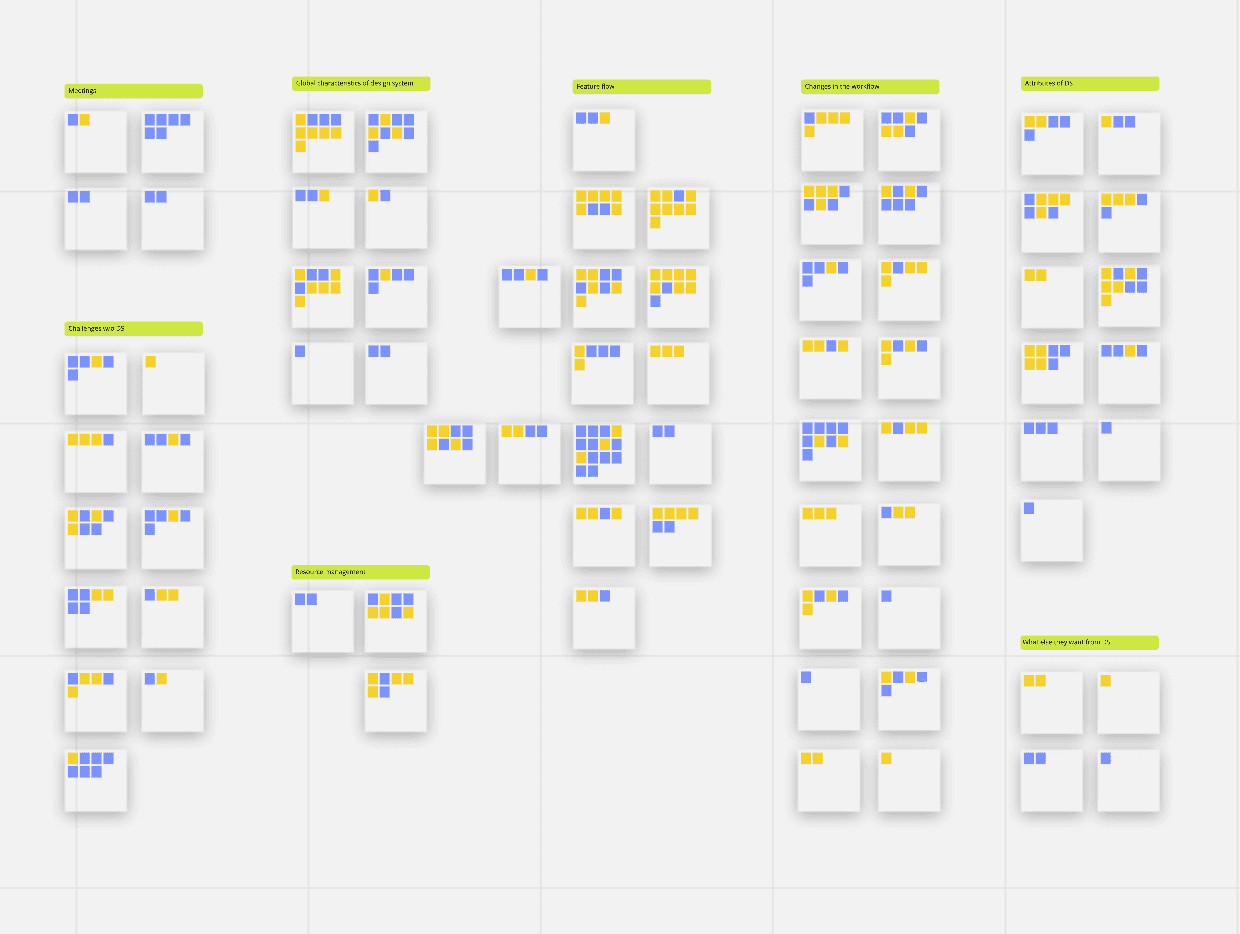 Meetings
Global characteristics of design system
Feature flow
Changes in the workflow
Attributes of DS
Challenges w/o DS
Resource management
What else they want from DS